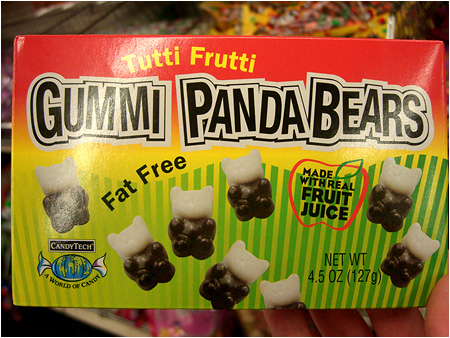 Tutti Frutti
GUMMI PANDA BEARS
Fat Free
MADE
WITH REAL
FRUIT
JUICE
CANDYTECH
A WORLD OF CANDY
NET WT
4.5 OZ (127g)